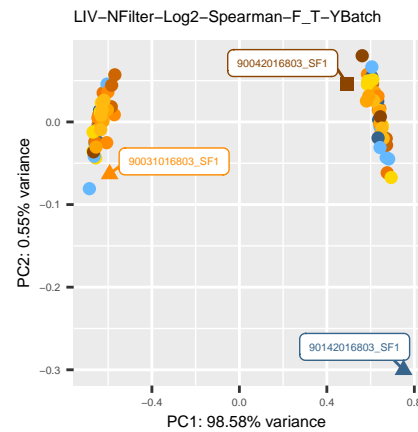 LIV-NFilter-Log2-Spearman-F_T-YBatch
90042016803_SF1
90031016803_SF1
90142016803_SF1
PC2: 0.55% variance
0.0
−0.1
−0.2
−0.3
−0.4
0.0
0.4
0.8
PC1: 98.58% variance